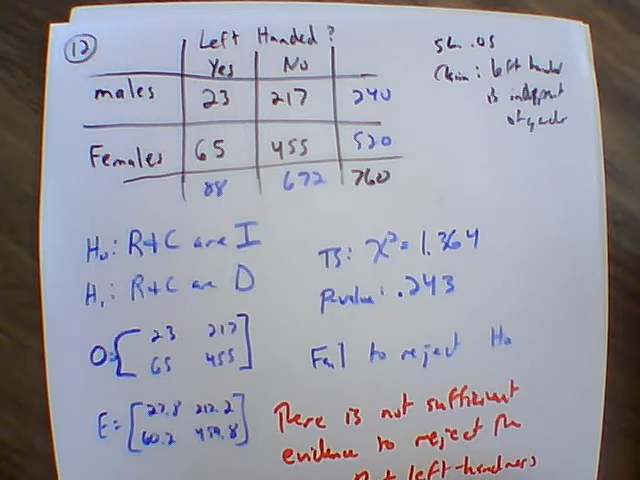 12
Left Handed ?
Yes No
males 23 217 240
Females 65 455 520
88 672 760
SL .05
Claim: left handed
is indepent
of gender
H₀: R+C are I
H₁: R+C are D
O=[23 217
65 455]
E=[27.8 212.2
60.2 459.8]
TS: χ²=1.364
P-value: .243
Fail to reject H₀
There is not sufficient
evidence to reject the
left-handness